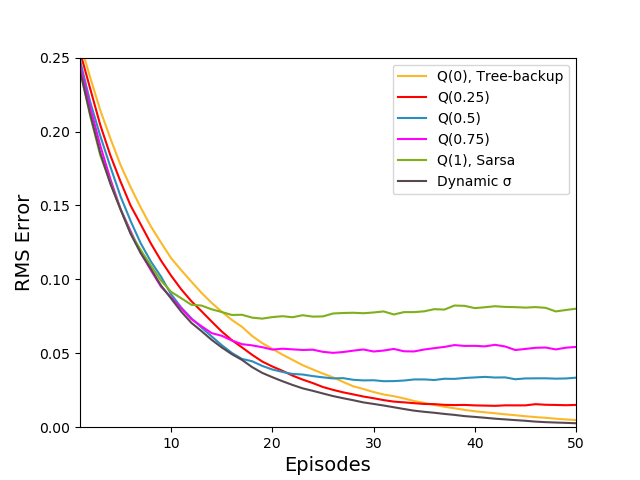 0.25
0.20
0.15
0.10
0.05
0.00
RMS Error
10
20
30
40
50
Episodes
Q(0), Tree-backup
Q(0.25)
Q(0.5)
Q(0.75)
Q(1), Sarsa
Dynamic σ